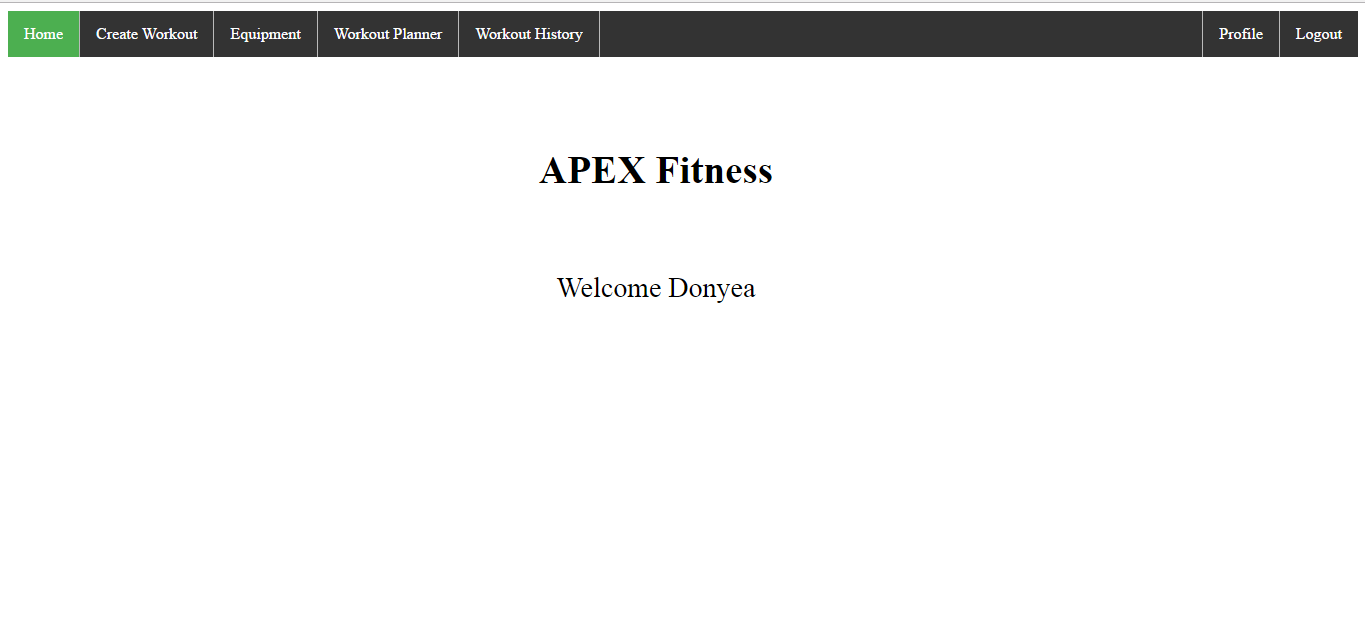 Home Create Workout Equipment Workout Planner Workout History Profile Logout
APEX Fitness
Welcome Donyea